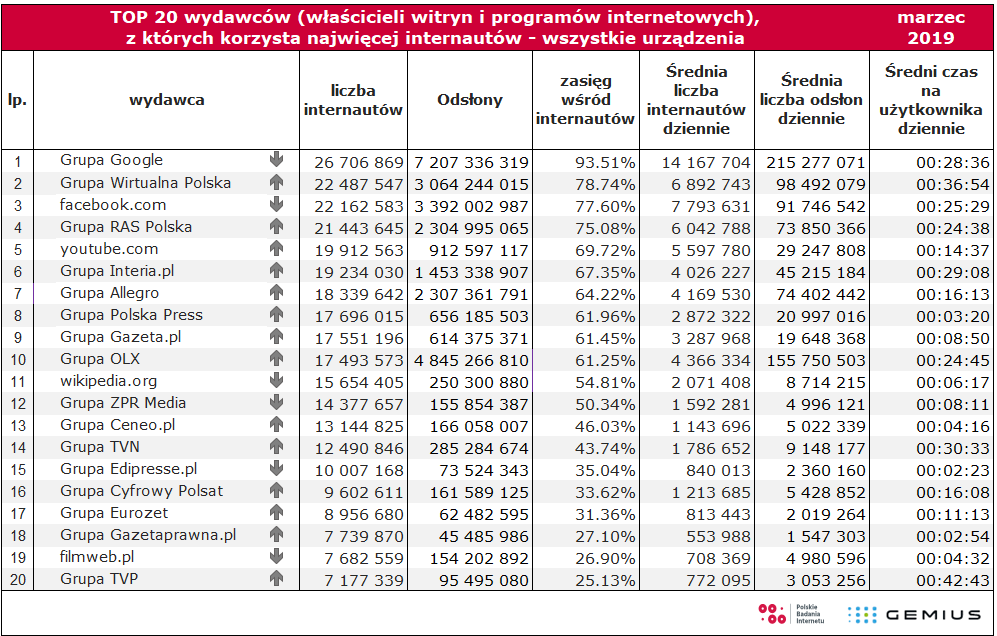 TOP 20 wydawców (właścicieli witryn i programów internetowych), marzec
z których korzysta najwięcej internautów - wszystkie urządzenia 2019
lp. wydawca liczba internautów Odsłony zasięg wśród internautów Średnia liczba internautów dziennie Średnia liczba odsłon dziennie Średni czas na użytkownika dziennie
1 Grupa Google 26 706 869 7 207 336 319 93.51% 14 167 704 215 277 071 00:28:36
2 Grupa Wirtualna Polska 22 487 547 3 064 244 015 78.74% 6 892 743 98 492 079 00:36:54
3 facebook.com 22 162 583 3 392 002 987 77.60% 7 793 631 91 746 542 00:25:29
4 Grupa RAS Polska 21 443 645 2 304 995 065 75.08% 6 042 788 73 850 366 00:24:38
5 youtube.com 19 912 563 912 597 117 69.72% 5 597 780 29 247 808 00:14:37
6 Grupa Interia.pl 19 234 030 1 453 338 907 67.35% 4 026 227 45 215 184 00:29:08
7 Grupa Allegro 18 339 642 2 307 361 791 64.22% 4 169 530 74 402 442 00:16:13
8 Grupa Polska Press 17 696 015 656 185 503 61.96% 2 872 322 20 997 016 00:03:20
9 Grupa Gazeta.pl 17 551 196 614 375 371 61.45% 3 287 968 19 648 368 00:08:50
10 Grupa OLX 17 493 573 4 845 266 810 61.25% 4 366 334 155 750 503 00:24:45
11 wikipedia.org 15 654 405 250 300 880 54.81% 2 071 408 8 714 215 00:06:17
12 Grupa ZPR Media 14 377 657 155 854 387 50.34% 1 592 281 4 996 121 00:08:11
13 Grupa Ceneo.pl 13 144 825 166 058 007 46.03% 1 143 696 5 022 339 00:04:16
14 Grupa TVN 12 490 846 285 284 674 43.74% 1 786 652 9 148 177 00:30:33
15 Grupa Edipresse.pl 10 007 168 73 524 343 35.04% 840 013 2 360 160 00:02:23
16 Grupa Cyfrowy Polsat 9 602 611 161 589 125 33.62% 1 213 685 5 428 852 00:16:08
17 Grupa Eurozet 8 956 680 62 482 595 31.36% 813 443 2 019 264 00:11:13
18 Grupa Gazetaprawna.pl 7 739 870 45 485 986 27.10% 553 988 1 547 303 00:02:54
19 filmweb.pl 7 682 559 154 202 892 26.90% 708 369 4 980 596 00:04:32
20 Grupa TVP 7 177 339 95 495 080 25.13% 772 095 3 053 256 00:42:43
Polskie
Badania
Internetu
GEMIUS